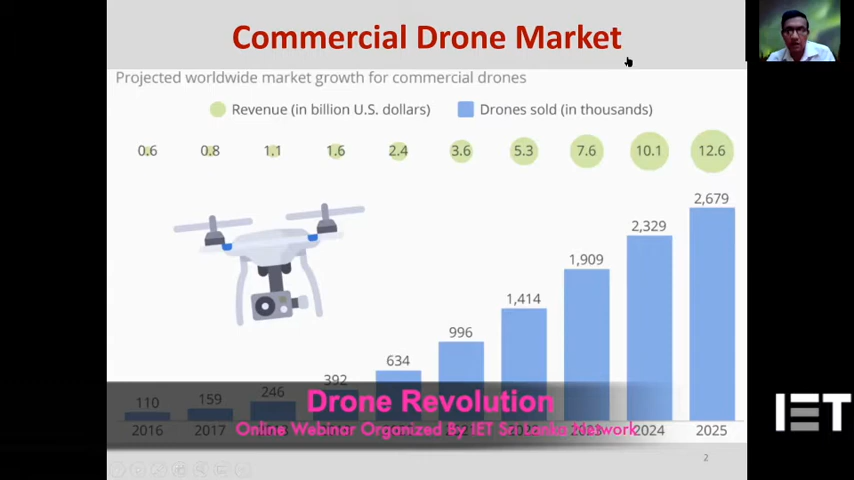 Commercial Drone Market
Projected worldwide market growth for commercial drones
Revenue (in billion U.S. dollars) Drones sold (in thousands)
0.6 0.8 1.1 1.6 2.4 3.6 5.3 7.6 10.1 12.6
2,679
2,329
1,909
1,414
996
634
392
246
159
110
Drone Revolution
Online Webinar Organized By IET Sri Lanka Network
2016 2017 2024 2025
IET
2